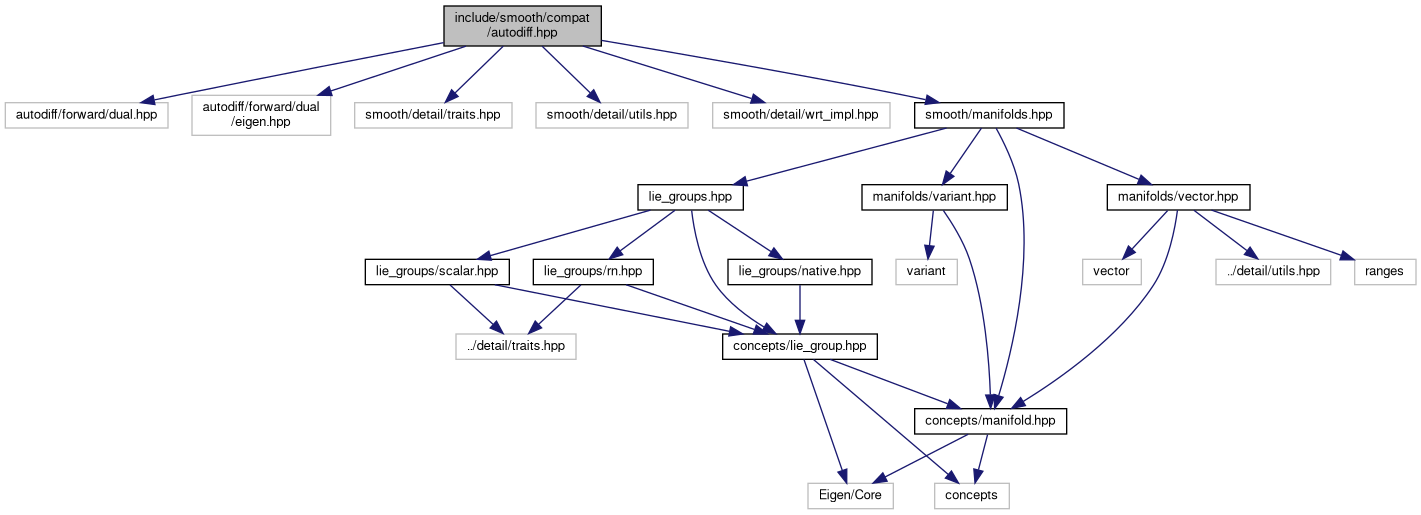 include/smooth/compat
/autodiff.hpp
autodiff/forward/dual.hpp
autodiff/forward/dual
/eigen.hpp
smooth/detail/traits.hpp
smooth/detail/utils.hpp
smooth/detail/wrt_impl.hpp
smooth/manifolds.hpp
lie_groups.hpp
manifolds/variant.hpp
manifolds/vector.hpp
lie_groups/scalar.hpp
lie_groups/rn.hpp
lie_groups/native.hpp
variant
vector
../detail/utils.hpp
ranges
../detail/traits.hpp
concepts/lie_group.hpp
concepts/manifold.hpp
Eigen/Core
concepts